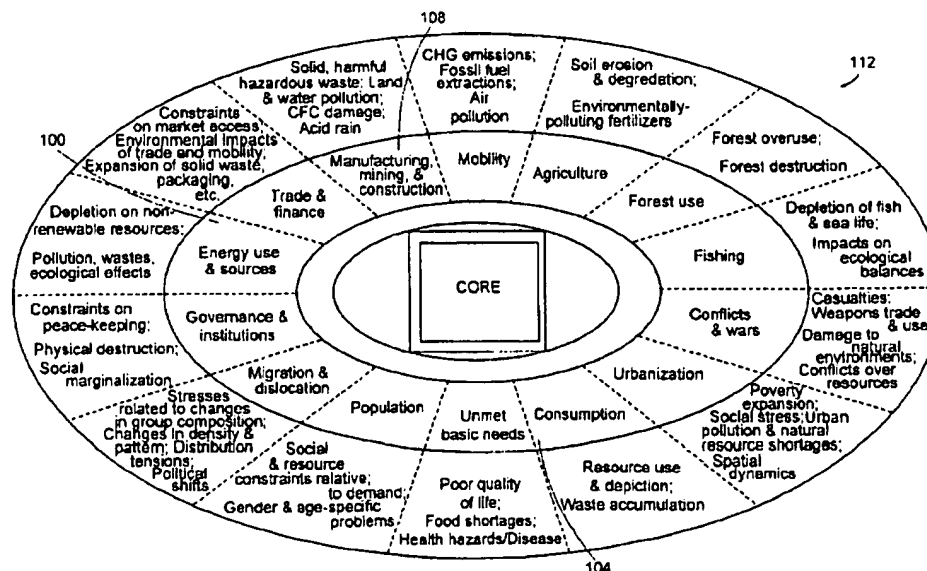 108
112
100
104
CORE
Solid, harmful
hazardous waste; Land
& water pollution;
CFC damage;
Acid rain
CHG emissions;
Fossil fuel
extractions;
Air
pollution
Soil erosion
& degredation;
Environmentally-
polluting fertilizers
Forest overuse;
Forest destruction
Depletion of fish
& sea life;
Impacts on
ecological
balances
Casualties;
Weapons trade
& use;
Damage to
natural
environments;
Conflicts over
resources
Poverty
expansion;
Social stress; Urban
pollution & natural
resource shortages;
Spatial
dynamics
Resource use
& depiction;
Waste accumulation
Poor quality
of life;
Food shortages;
Health hazards/Disease
Social
& resource
constraints relative
to demand;
Gender & age-specific
problems
Stresses
related to changes
in group composition;
Changes in density &
pattern; Distribution
tensions;
Political
shifts
Constraints on
peace-keeping;
Physical destruction;
Social
marginalization
Depletion on non-
renewable resources;
Pollution, wastes,
ecological effects
Constraints
on market access;
Environmental impacts
of trade end mobility;
Expansion of solid waste,
packaging,
etc.
Manufacturing,
mining, &
construction
Mobility
Agriculture
Forest use
Fishing
Conflicts
& wars
Urbanization
Consumption
Unmet
basic needs
Population
Migration &
dislocation
Governance &
institutions
Energy use
& sources
Trade &
finance